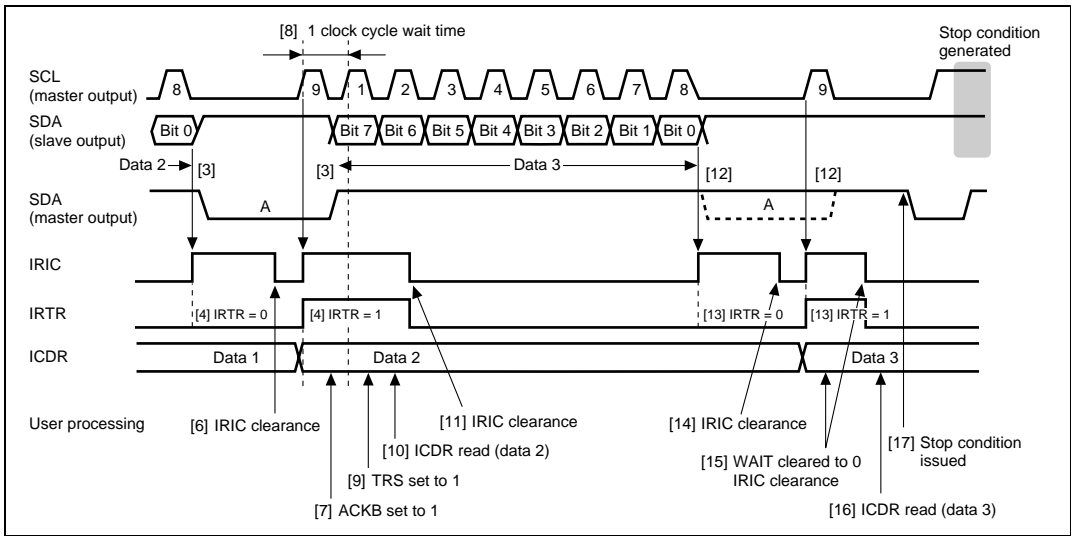 [8] 1 clock cycle wait time
Stop condition
generated
SCL
(master output)
8 9 1 2 3 4 5 6 7 8 9
SDA
(slave output)
Bit 0 Bit 7 Bit 6 Bit 5 Bit 4 Bit 3 Bit 2 Bit 1 Bit 0
Data 2 [3] [3] Data 3 [12] [12]
SDA
(master output)
A A
IRIC
IRTR
[4] IRTR = 0 [4] IRTR = 1 [13] IRTR = 0 [13] IRTR = 1
ICDR
Data 1 Data 2 Data 3
User processing
[6] IRIC clearance
[11] IRIC clearance
[14] IRIC clearance
[17] Stop condition
issued
[10] ICDR read (data 2)
[15] WAIT cleared to 0
IRIC clearance
[9] TRS set to 1
[7] ACKB set to 1
[16] ICDR read (data 3)